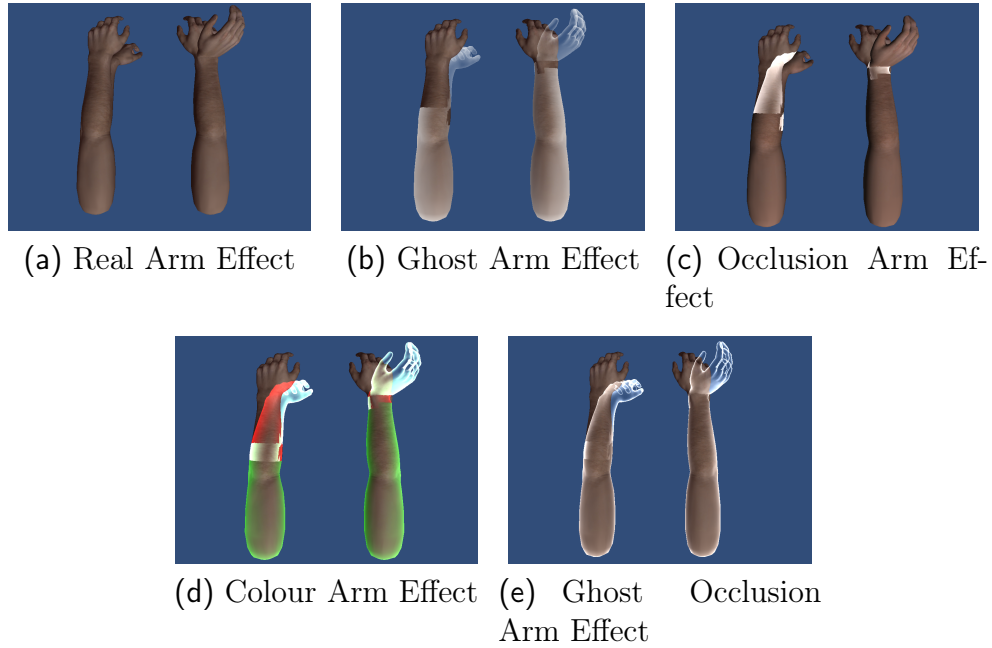 (a) Real Arm Effect
(b) Ghost Arm Effect
(c) Occlusion Arm Ef-
fect
(d) Colour Arm Effect
(e) Ghost Occlusion
Arm Effect